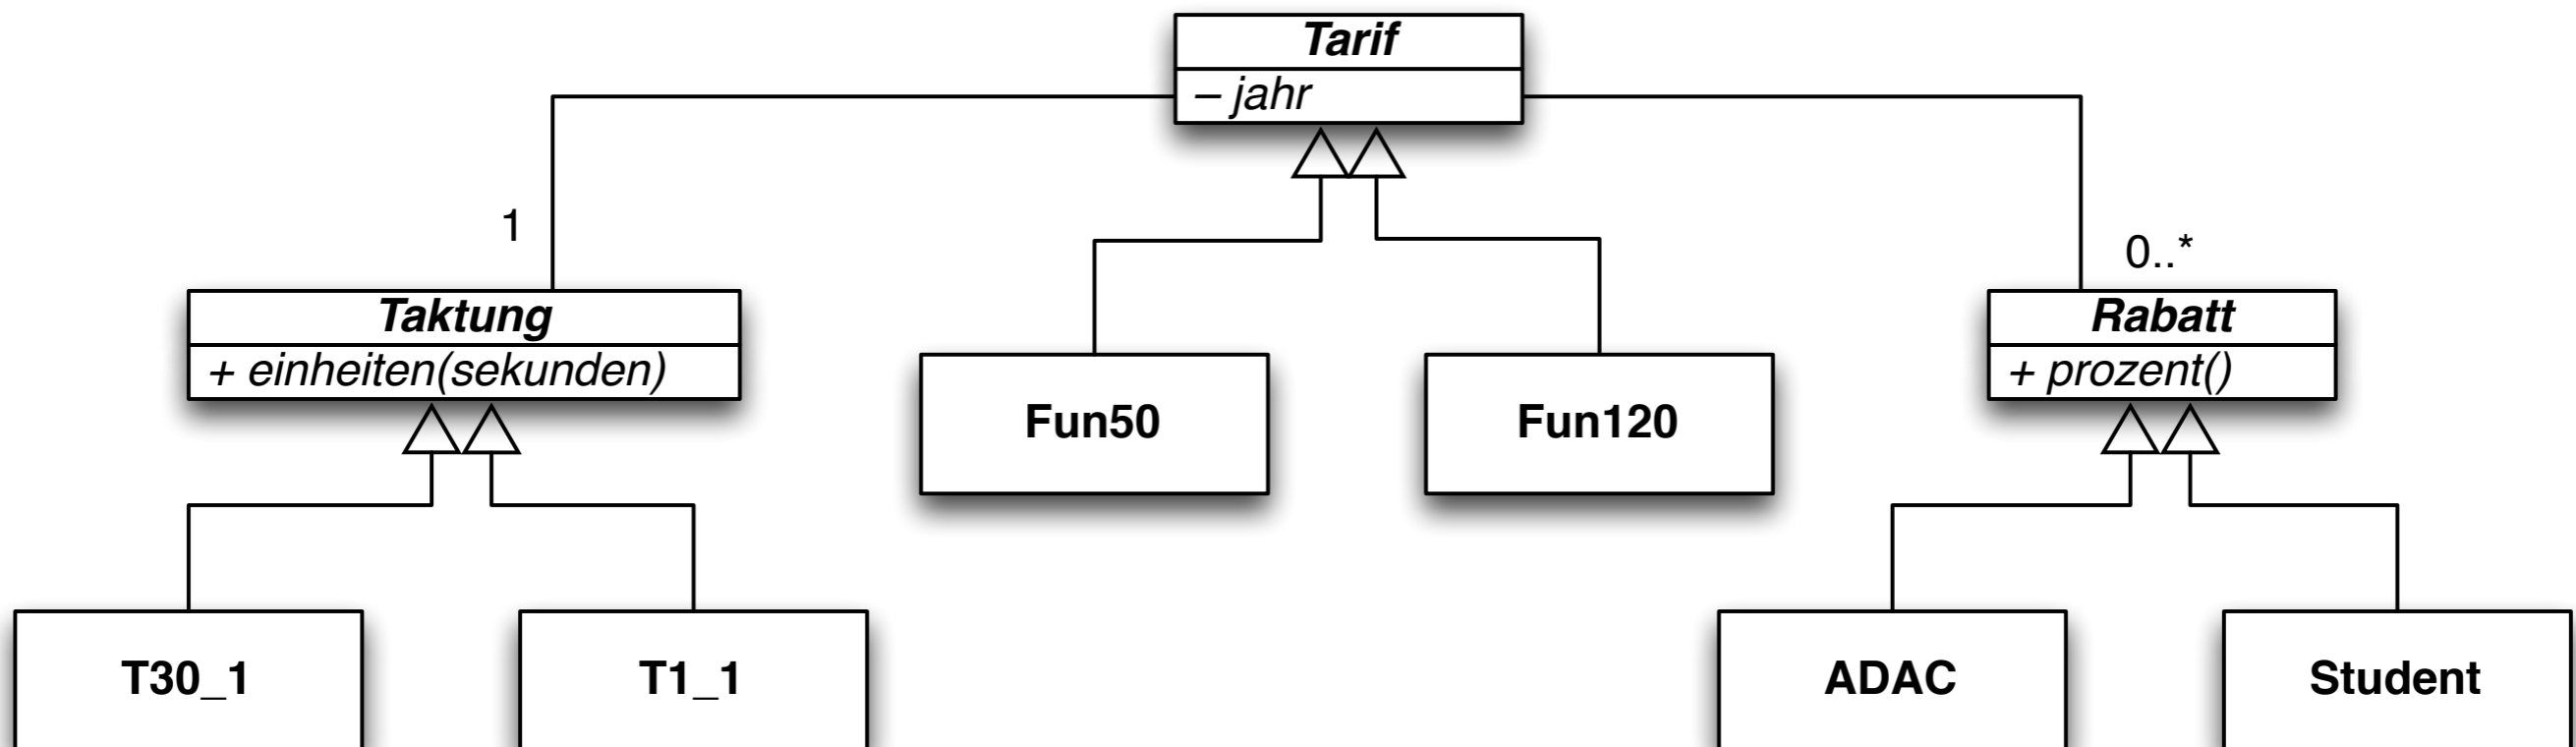 Tarif
– jahr
1
0..*
Taktung
+ einheiten(sekunden)
Rabatt
+ prozent()
Fun50
Fun120
T30_1
T1_1
ADAC
Student